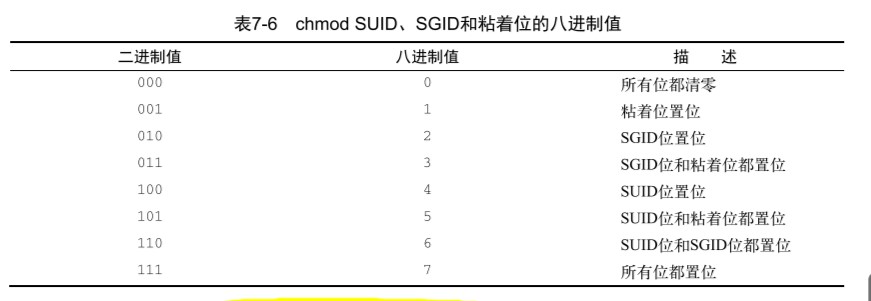 表7-6 chmod SUID、SGID和粘着位的八进制值
二进制值 八进制值 描 述
000 0 所有位都清零
001 1 粘着位置位
010 2 SGID位置位
011 3 SGID位和粘着位都置位
100 4 SUID位置位
101 5 SUID位和粘着位都置位
110 6 SUID位和SGID位都置位
111 7 所有位都置位